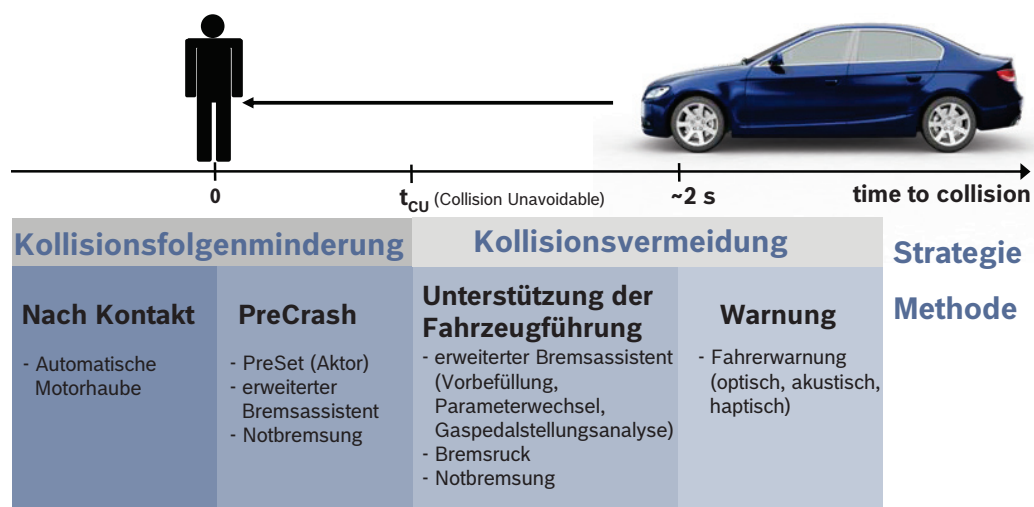 0
t_CU (Collision Unavoidable)
~2 s
time to collision
Kollisionsfolgenminderung
Kollisionsvermeidung
Strategie
Methode
Nach Kontakt
- Automatische
Motorhaube
PreCrash
- PreSet (Aktor)
- erweiterter
Bremsassistent
- Notbremsung
Unterstützung der
Fahrzeugführung
- erweiterter Bremsassistent
(Vorbefüllung,
Parameterwechsel,
Gaspedalstellungsanalyse)
- Bremsruck
- Notbremsung
Warnung
- Fahrerwarnung
(optisch, akustisch,
haptisch)